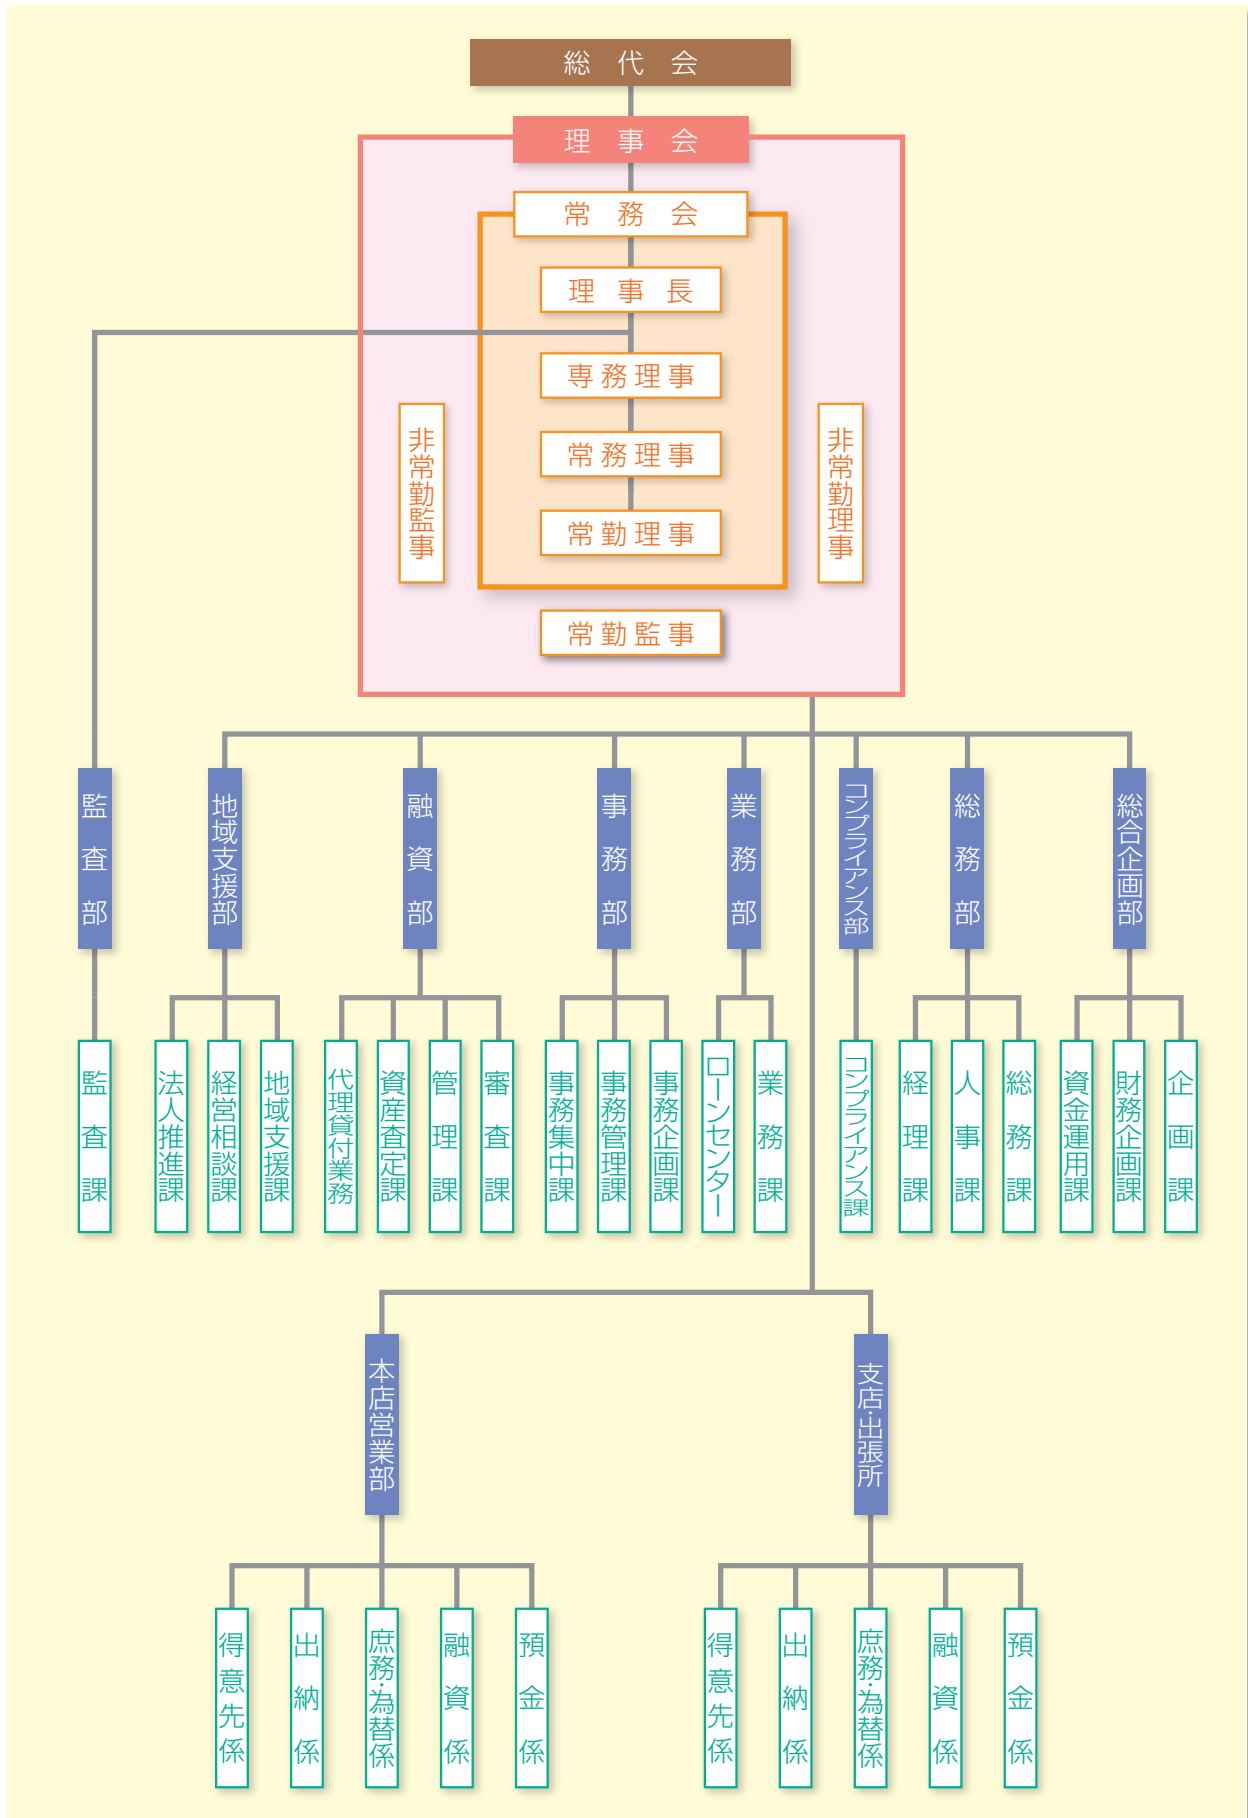 総代会
理事会
常務会
理事長
専務理事
常務理事
常勤理事
常勤監事
非常勤監事
非常勤理事
監査部
地域支援部
融資部
事務部
業務部
コンプライアンス部
総務部
総合企画部
監査課
法人推進課
経営相談課
地域支援課
代理貸付業務
資産査定課
管理課
審査課
事務集中課
事務管理課
事務企画課
ローンセンター
業務課
コンプライアンス課
経理課
人事課
総務課
資金運用課
財務企画課
企画課
本店営業部
支店・出張所
得意先係
出納係
庶務・為替係
融資係
預金係
得意先係
出納係
庶務・為替係
融資係
預金係